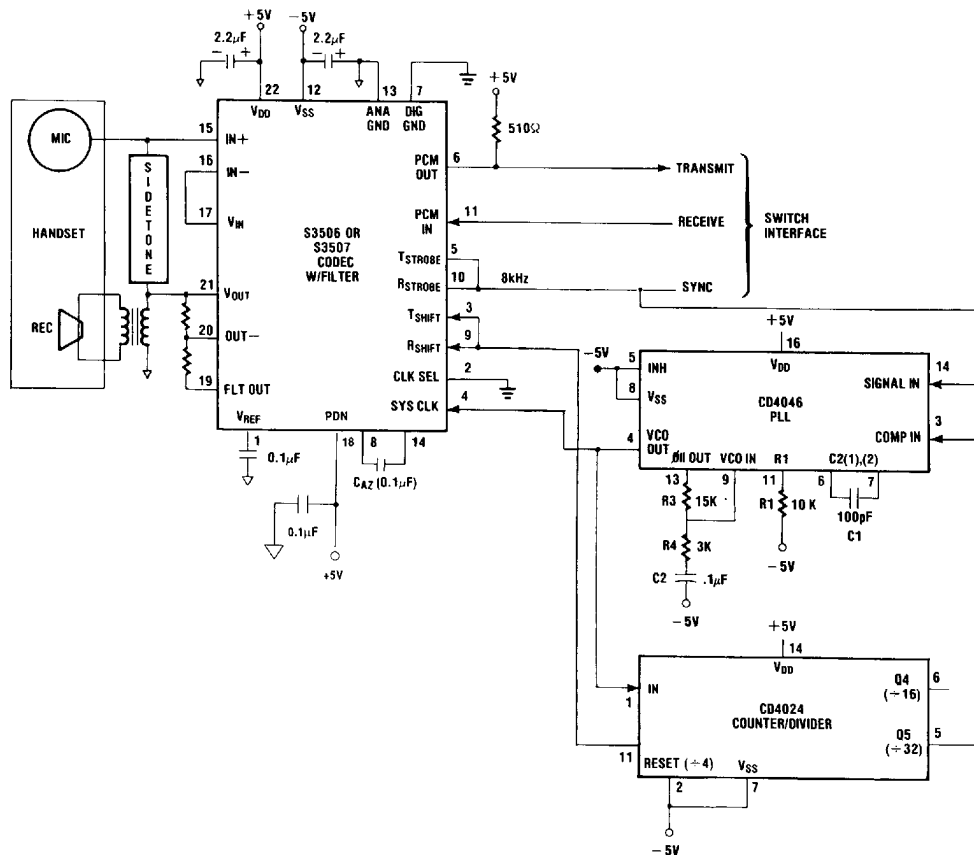 +5V
-5V
2.2µF
- +
2.2µF
- +
22
12
13
7
VDD
VSS
ANA GND
DIG GND
+5V
510Ω
MIC
HANDSET
REC
SIDETONE
15
IN+
16
IN-
17
VIN
21
VOUT
20
OUT-
19
FLT OUT
S3506 OR
S3507
CODEC
W/FILTER
PCM OUT
6
PCM IN
11
TSTROBE
5
RSTROBE
10
8kHz
TSHIFT
3
RSHIFT
9
CLK SEL
2
SYS CLK
4
VREF
1
0.1µF
PDN
18
8
14
CAZ (0.1µF)
0.1µF
+5V
TRANSMIT
RECEIVE
SYNC
SWITCH
INTERFACE
+5V
16
VDD
-5V
5
INH
8
VSS
4
VCO OUT
CD4046
PLL
SIGNAL IN
14
COMP IN
3
ØII OUT
VCO IN
R1
C2(1),(2)
13
9
11
6
7
R3
15K
R1
10 K
100pF
C1
R4
3K
C2
.1µF
-5V
-5V
+5V
14
VDD
IN
1
CD4024
COUNTER/DIVIDER
Q4
(÷16)
6
Q5
(÷32)
5
11
RESET (÷4)
VSS
2
7
-5V